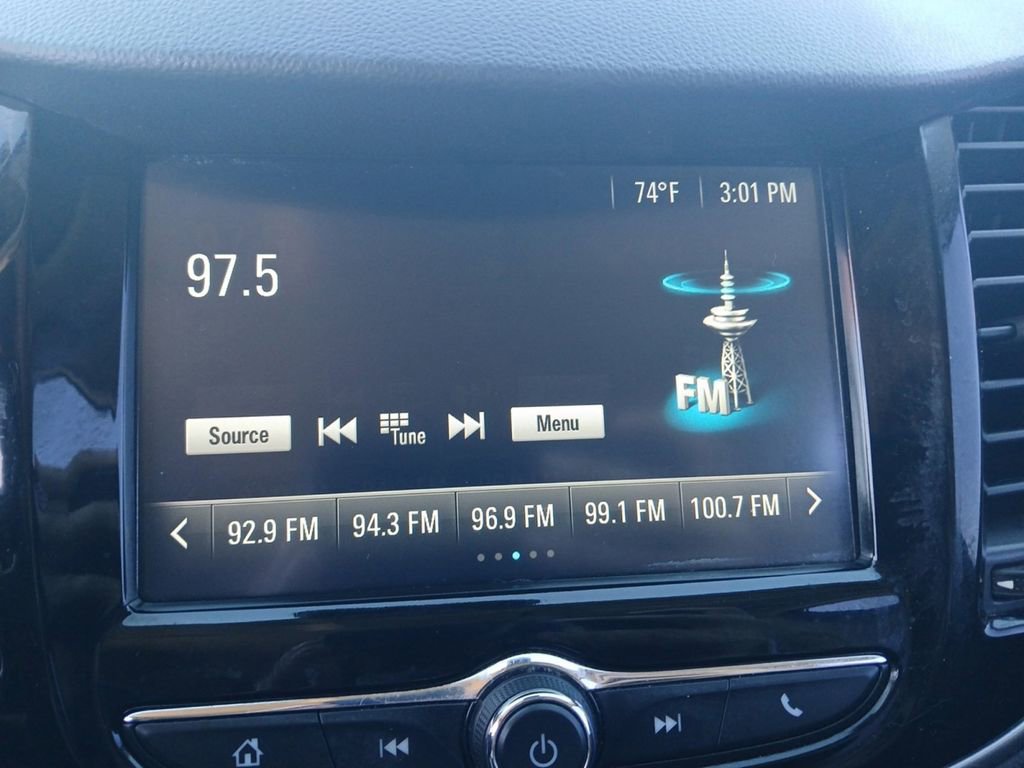 74°F 3:01 PM
97.5
FM
Source Tune Menu
92.9 FM 94.3 FM 96.9 FM 99.1 FM 100.7 FM